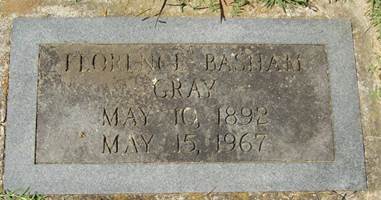 FLORENCE BASHAM
GRAY
MAY 10, 1892
MAY 15, 1967